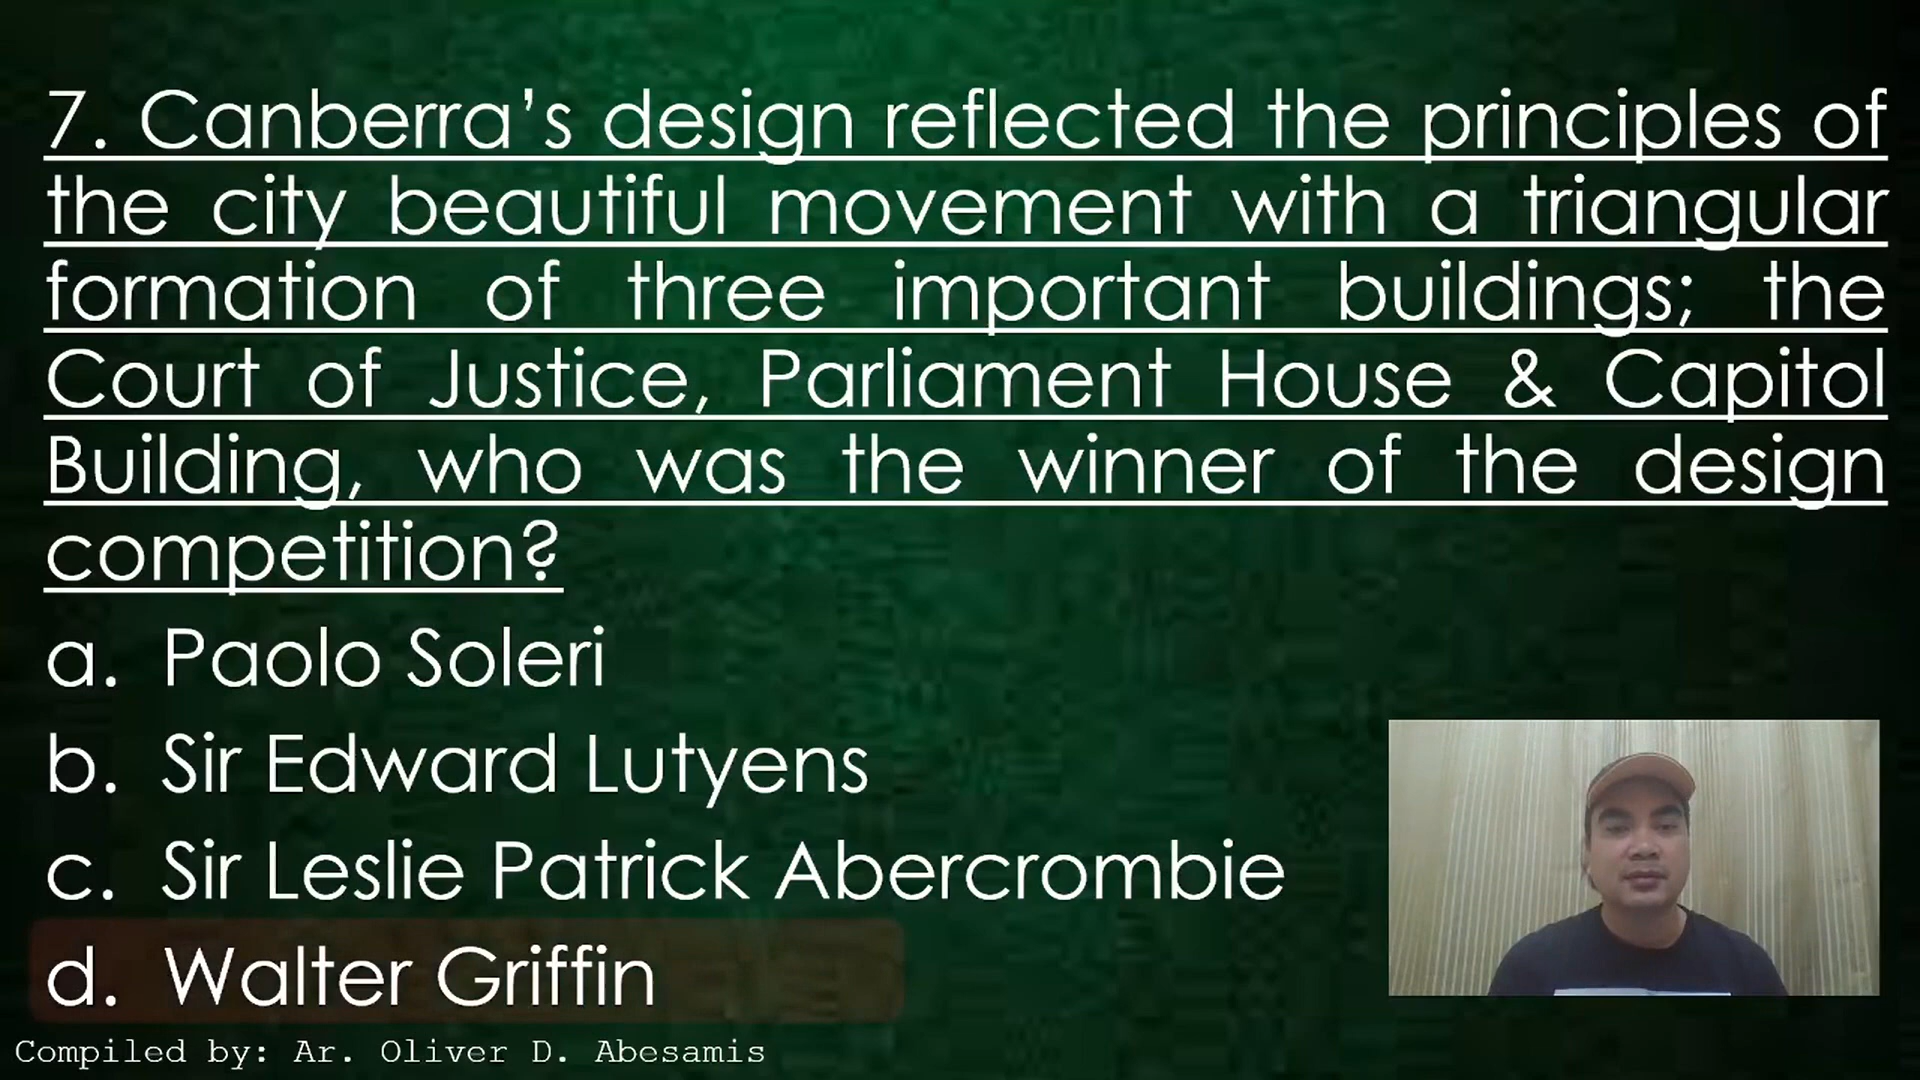 7. Canberra’s design reflected the principles of
the city beautiful movement with a triangular
formation of three important buildings; the
Court of Justice, Parliament House & Capitol
Building, who was the winner of the design
competition?
a. Paolo Soleri
b. Sir Edward Lutyens
c. Sir Leslie Patrick Abercrombie
d. Walter Griffin
Compiled by: Ar. Oliver D. Abesamis